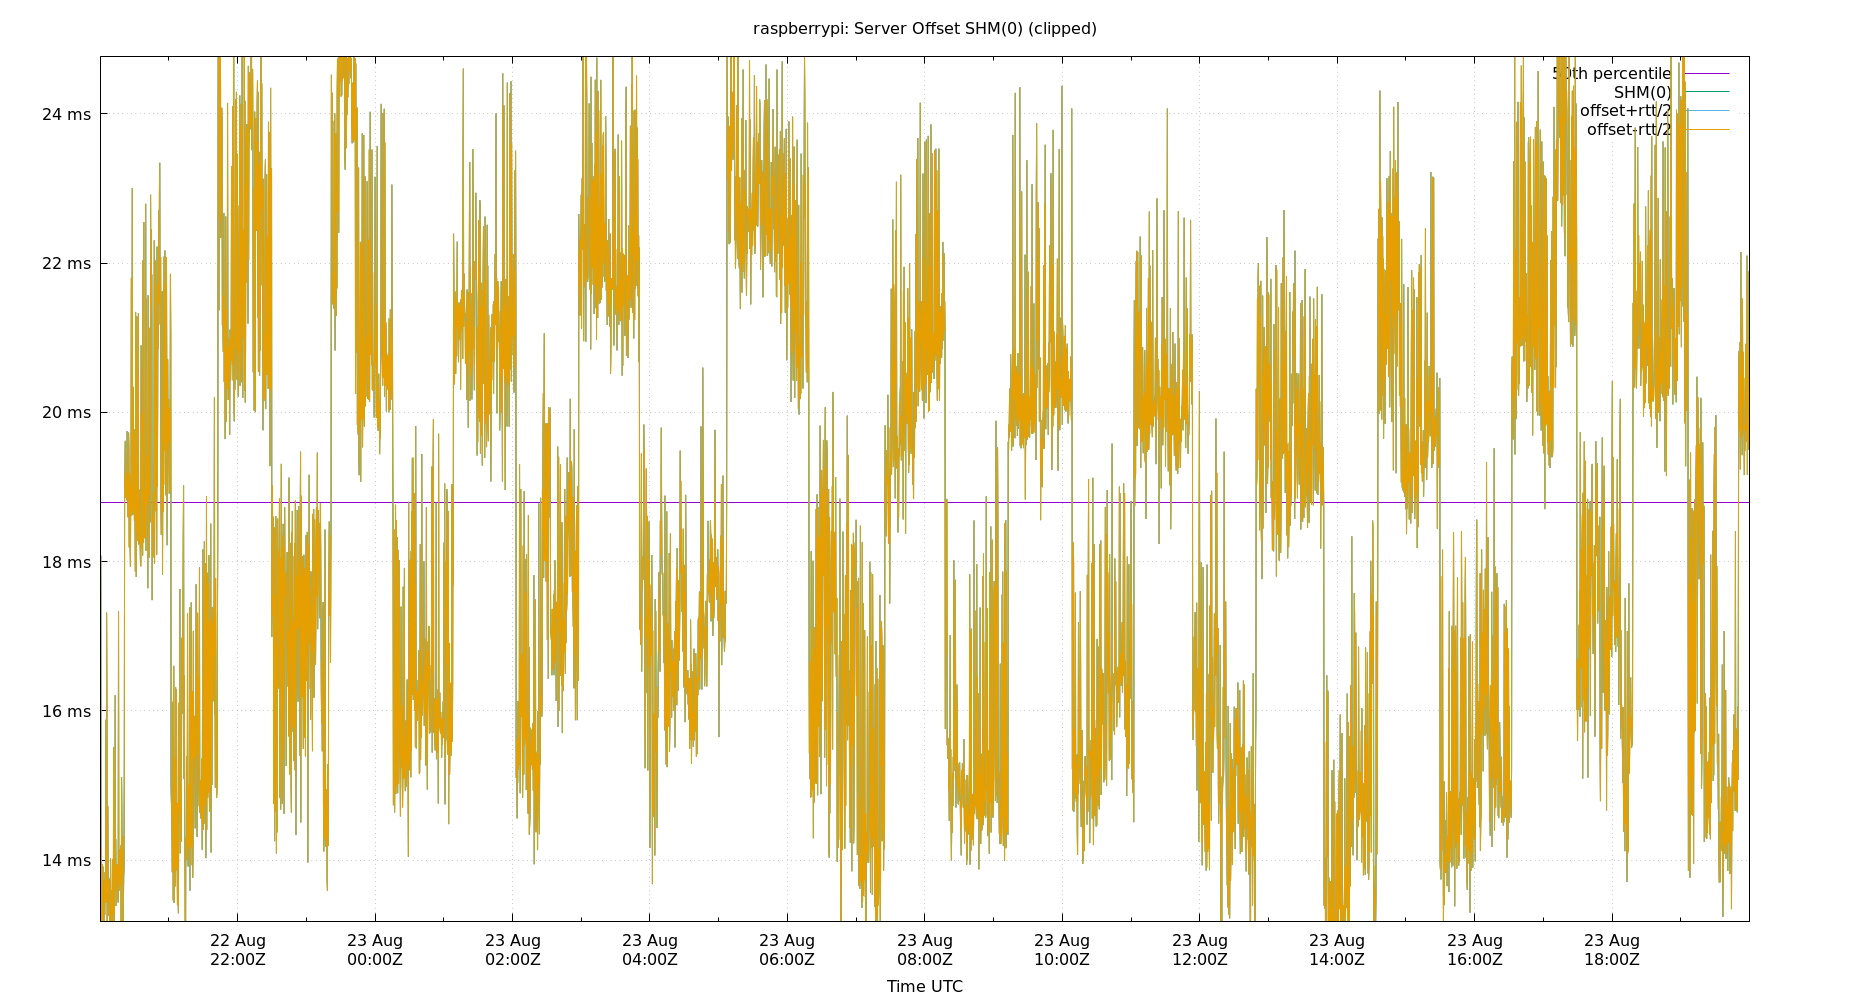 raspberrypi: Server Offset SHM(0) (clipped)
50th percentile
SHM(0)
offset+rtt/2
offset-rtt/2
24 ms
22 ms
20 ms
18 ms
16 ms
14 ms
22 Aug 23 Aug 23 Aug 23 Aug 23 Aug 23 Aug 23 Aug 23 Aug 23 Aug 23 Aug 23 Aug
22:00Z 00:00Z 02:00Z 04:00Z 06:00Z 08:00Z 10:00Z 12:00Z 14:00Z 16:00Z 18:00Z
Time UTC